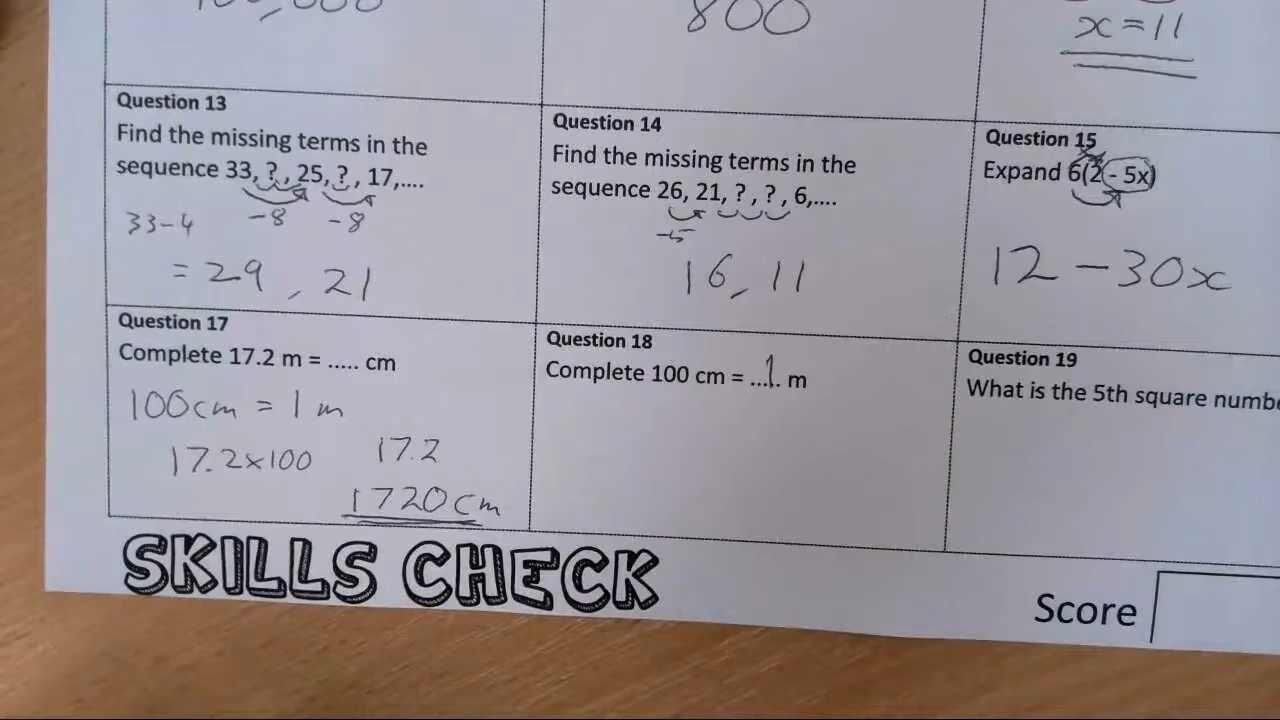 800
x = 11
Question 13
Find the missing terms in the
sequence 33, ? , 25, ? , 17,....
-8 -8
33-4
= 29 , 21
Question 14
Find the missing terms in the
sequence 26, 21, ? , ? , 6,....
-5
16, 11
Question 15
Expand 6(2 - 5x)
12 - 30x
Question 17
Complete 17.2 m = ..... cm
100cm = 1 m
17.2x100
17.2
1720cm
Question 18
Complete 100 cm = ...1. m
Question 19
What is the 5th square numbe
SKILLS CHECK
Score